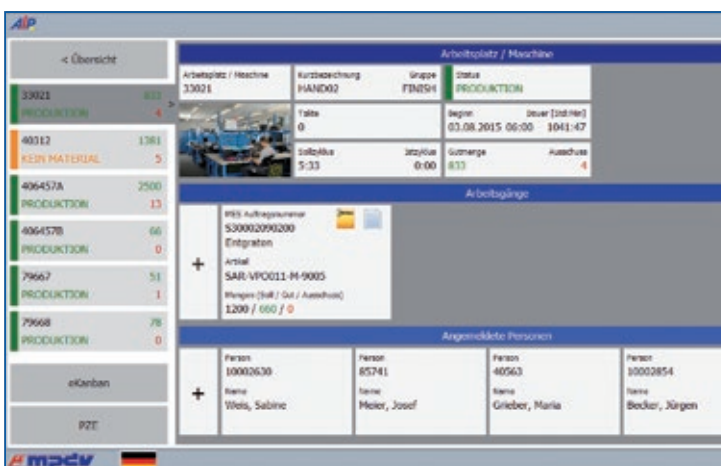 AIP
< Übersicht
33021 833
PRODUKTION 4
>
40312 1381
KEIN MATERIAL 5
406457A 2500
PRODUKTION 13
406457B 66
PRODUKTION 0
79667 51
PRODUKTION 1
79668 78
PRODUKTION 0
eKanban
PZE
Arbeitsplatz / Maschine
Arbeitsplatz / Maschine
33021
Kurzbezeichnung Gruppe
HAND02 FINISH
Status
PRODUKTION
Takte
0
Beginn Dauer [Std:Min]
03.08.2015 06:00 1041:47
Sollzyklus Istzyklus
5:33 0:00
Gutmenge Ausschuss
833 4
Arbeitsgänge
+
MES Auftragsnummer
S30002090200
Entgraten
Artikel
SAR-VPO011-M-9005
Mengen (Soll / Gut / Ausschuss)
1200 / 660 / 0
Angemeldete Personen
+
Person
10002630
Name
Weis, Sabine
Person
85741
Name
Meier, Josef
Person
40563
Name
Grieber, Maria
Person
10002854
Name
Becker, Jürgen
mpdv